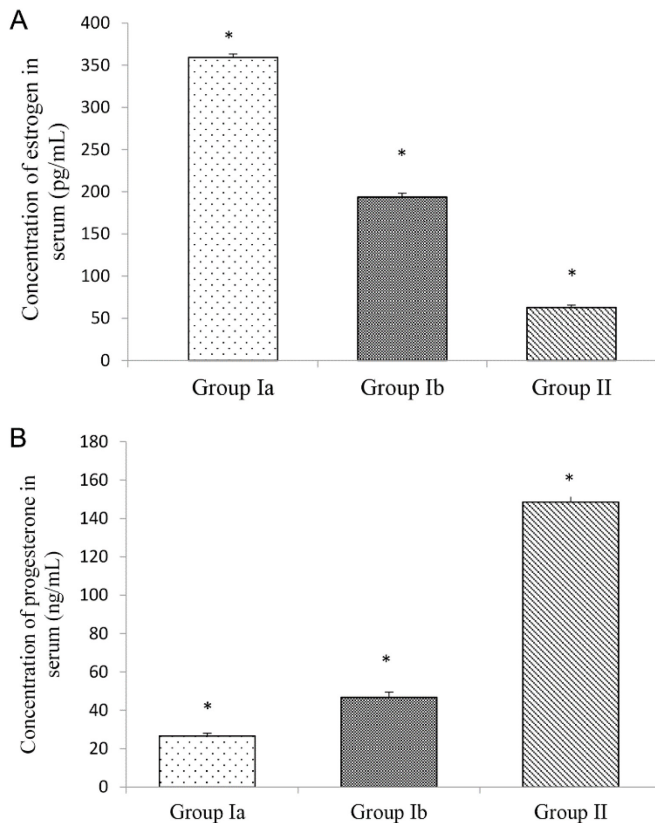 A
Concentration of estrogen in
serum (pg/mL)
400
350
300
250
200
150
100
50
0
*
*
*
Group Ia
Group Ib
Group II
B
Concentration of progesterone in
serum (ng/mL)
180
160
140
120
100
80
60
40
20
0
*
*
*
Group Ia
Group Ib
Group II